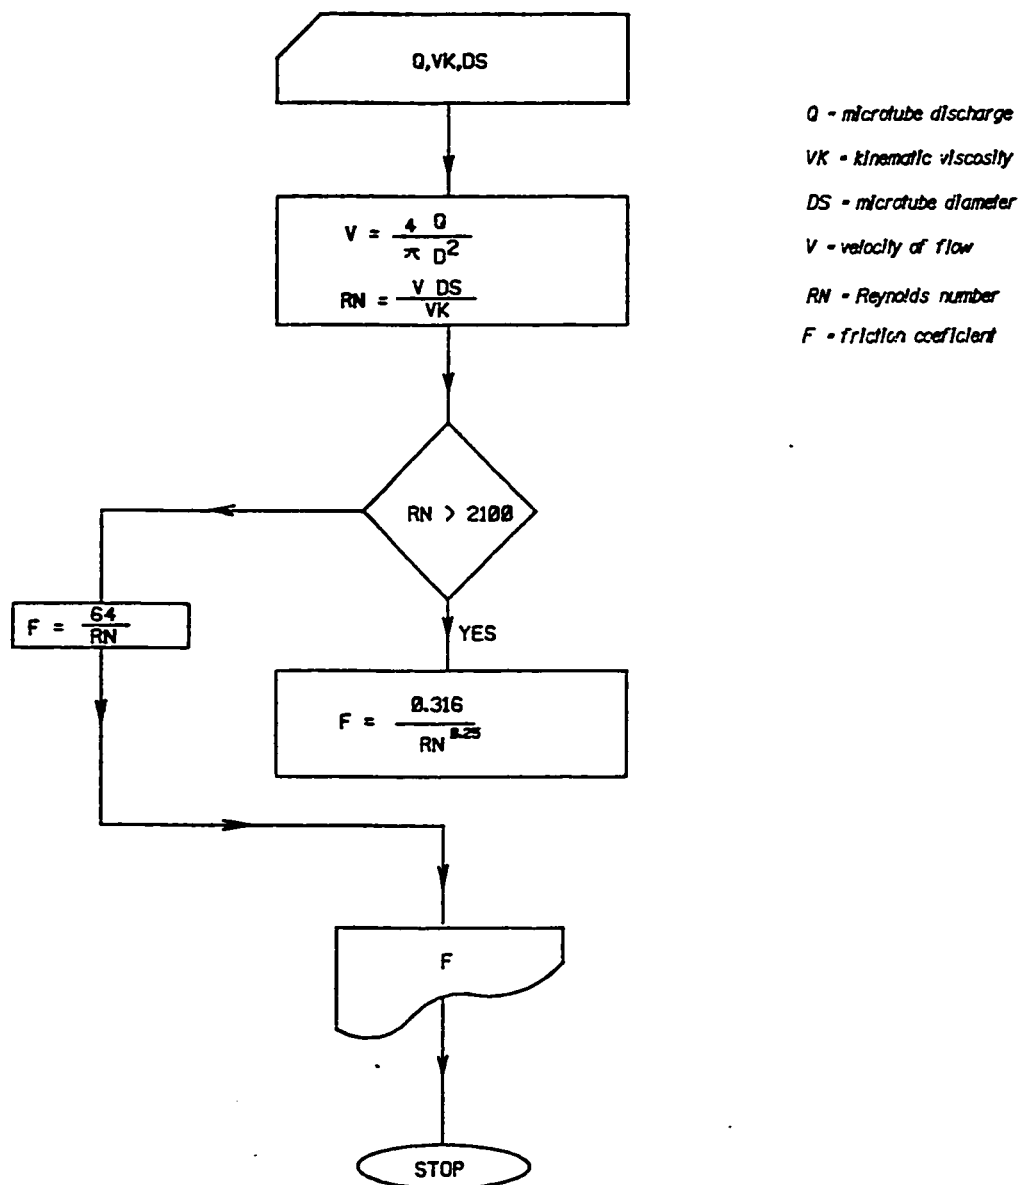 Q,VK,DS
V = 4 Q / π D²
RN = V DS / VK
RN > 2100
YES
F = 64 / RN
F = 0.316 / RN^0.25
F
STOP
Q - microtube discharge
VK - kinematic viscosity
DS - microtube diameter
V - velocity of flow
RN - Reynolds number
F - friction coeficient